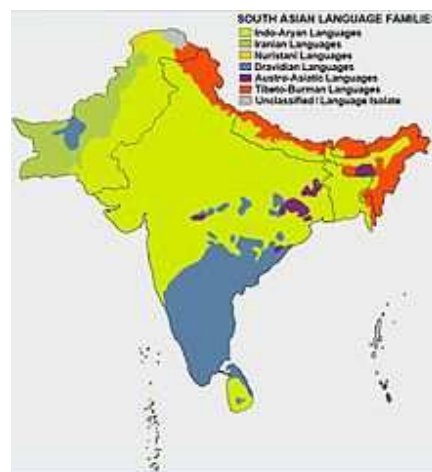 SOUTH ASIAN LANGUAGE FAMILIES
Indo-Aryan Languages
Iranian Languages
Nuristani Languages
Dravidian Languages
Austro-Asiatic Languages
Tibeto-Burman Languages
Unclassified / Language Isolate